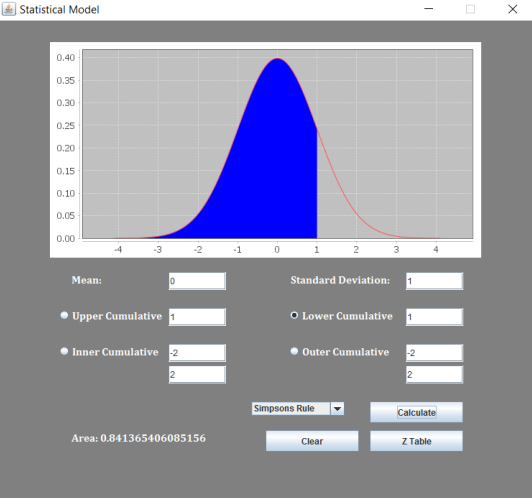 Statistical Model
0.40
0.35
0.30
0.25
0.20
0.15
0.10
0.05
0.00
-4 -3 -2 -1 0 1 2 3 4
Mean: 0 Standard Deviation: 1
Upper Cumulative 1 Lower Cumulative 1
Inner Cumulative -2 Outer Cumulative -2
2 2
Simpsons Rule Calculate
Area: 0.841365406085156 Clear Z Table